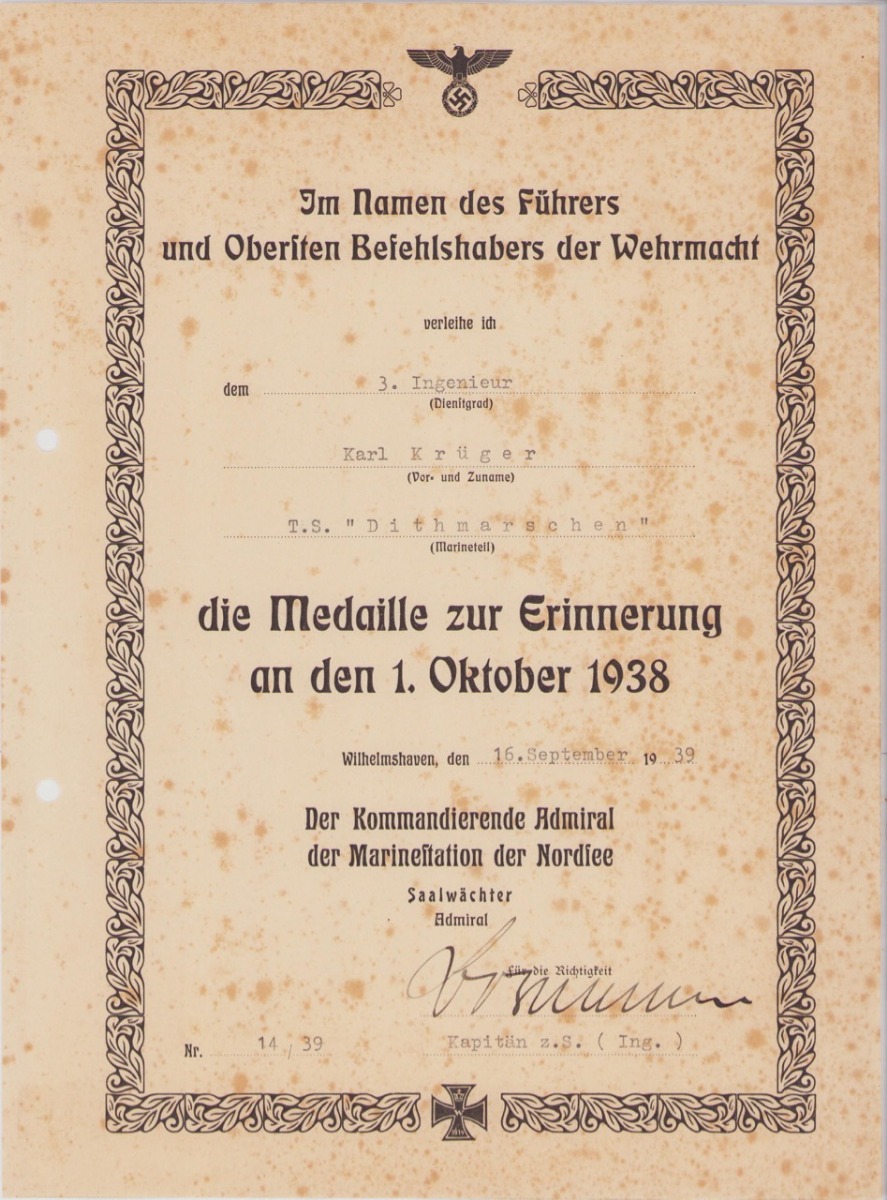 Im Namen des Führers
und Oberſten Befehlshabers der Wehrmacht
verleihe ich
dem 3. Ingenieur
(Dienſtgrad)
Karl Krüger
(Vor- und Zuname)
T.S. "Dithmarschen"
(Marineteil)
die Medaille zur Erinnerung
an den 1. Oktober 1938
Wilhelmshaven, den 16.September 1939
Der Kommandierende Admiral
der Marineſtation der Nordſee
Saalwächter
Admiral
Für die Richtigkeit
Nr. 14/39 Kapitän z.S. ( Ing. )